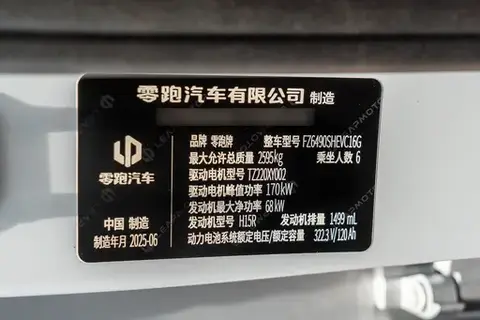 零跑汽车有限公司 制造
品牌 零跑牌 整车型号 FZ6490SHEVC16G
最大允许总质量 2595kg 乘坐人数 6
驱动电机型号 TZ220XY002
驱动电机峰值功率 170kW
发动机最大净功率 68kW
发动机型号 H15R 发动机排量 1499 mL
动力电池系统额定电压/额定容量 322.3V/120Ah
零跑汽车
中国 制造
制造年月 2025-06